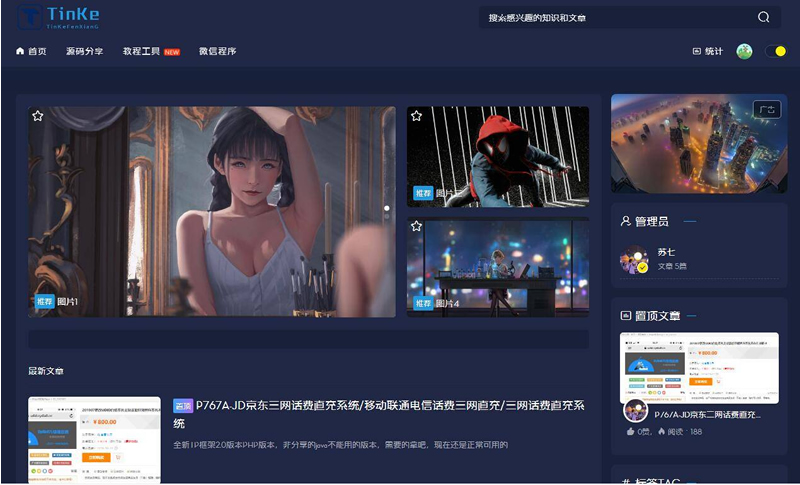 TinKe
TinKeFenXianG
搜索感兴趣的知识和文章
首页 源码分享 教程工具 NEW 微信程序
统计
广告
推荐 图片1
推荐 图片
推荐 图片4
管理员
苏七
文章 5篇
置顶文章
¥800.00
P767A-JD京东三网话费直充...
0赞, 阅读 : 188
标签TAG
最新文章
¥800.00
置顶 P767A-JD京东三网话费直充系统/移动联通电信话费三网直充/三网话费直充系
统
全新TP框架2.0版本PHP版本，非分享的java不能用的版本，需要的拿吧，现在还是正常可用的